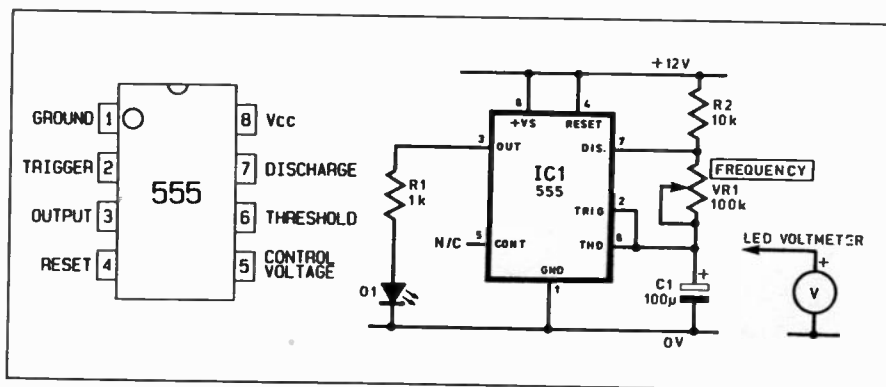 GROUND 1
8 Vcc
TRIGGER 2
7 DISCHARGE
555
OUTPUT 3
6 THRESHOLD
RESET 4
5 CONTROL VOLTAGE
+12V
8
4
+VS
RESET
R2
10k
3
OUT
DIS.
7
IC1
555
FREQUENCY
VR1
100k
R1
1k
TRIG
2
N/C
5
CONT
THD
6
LED VOLTMETER
+
GND
1
+
C1
100µ
V
D1
0V